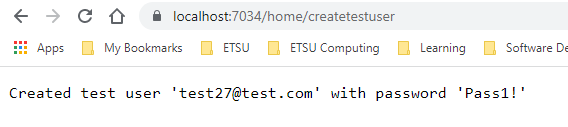 localhost:7034/home/createtestuser
Apps My Bookmarks ETSU ETSU Computing Learning Software De
Created test user 'test27@test.com' with password 'Pass1!'